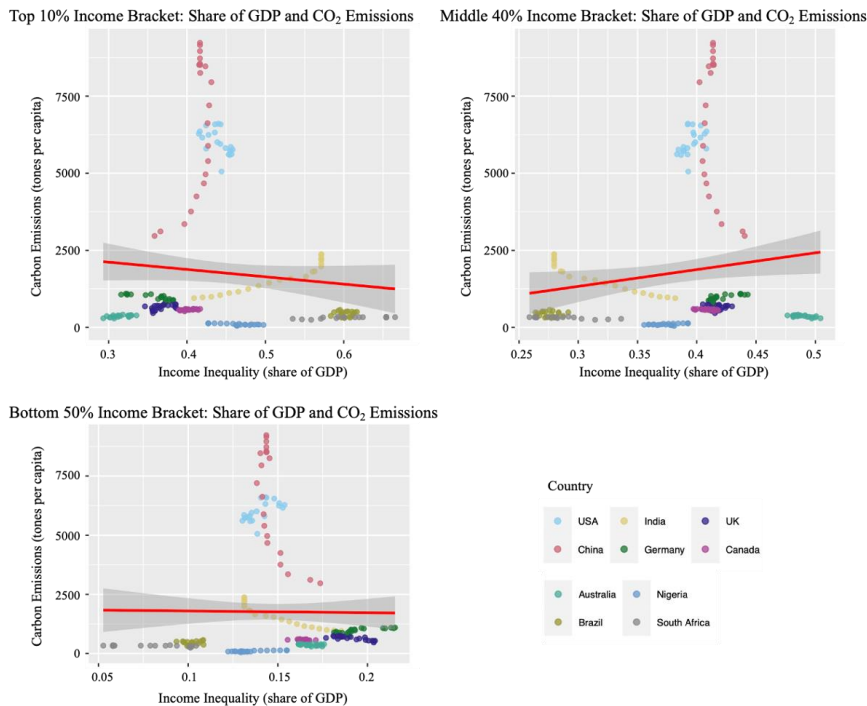 Top 10% Income Bracket: Share of GDP and CO₂ Emissions
Carbon Emissions (tones per capita)
7500
5000
2500
0
0.3 0.4 0.5 0.6
Income Inequality (share of GDP)
Middle 40% Income Bracket: Share of GDP and CO₂ Emissions
Carbon Emissions (tones per capita)
7500
5000
2500
0
0.25 0.3 0.35 0.4 0.45 0.5
Income Inequality (share of GDP)
Bottom 50% Income Bracket: Share of GDP and CO₂ Emissions
Carbon Emissions (tones per capita)
7500
5000
2500
0
0.05 0.1 0.15 0.2
Income Inequality (share of GDP)
Country
USA India UK
China Germany Canada
Australia Nigeria
Brazil South Africa